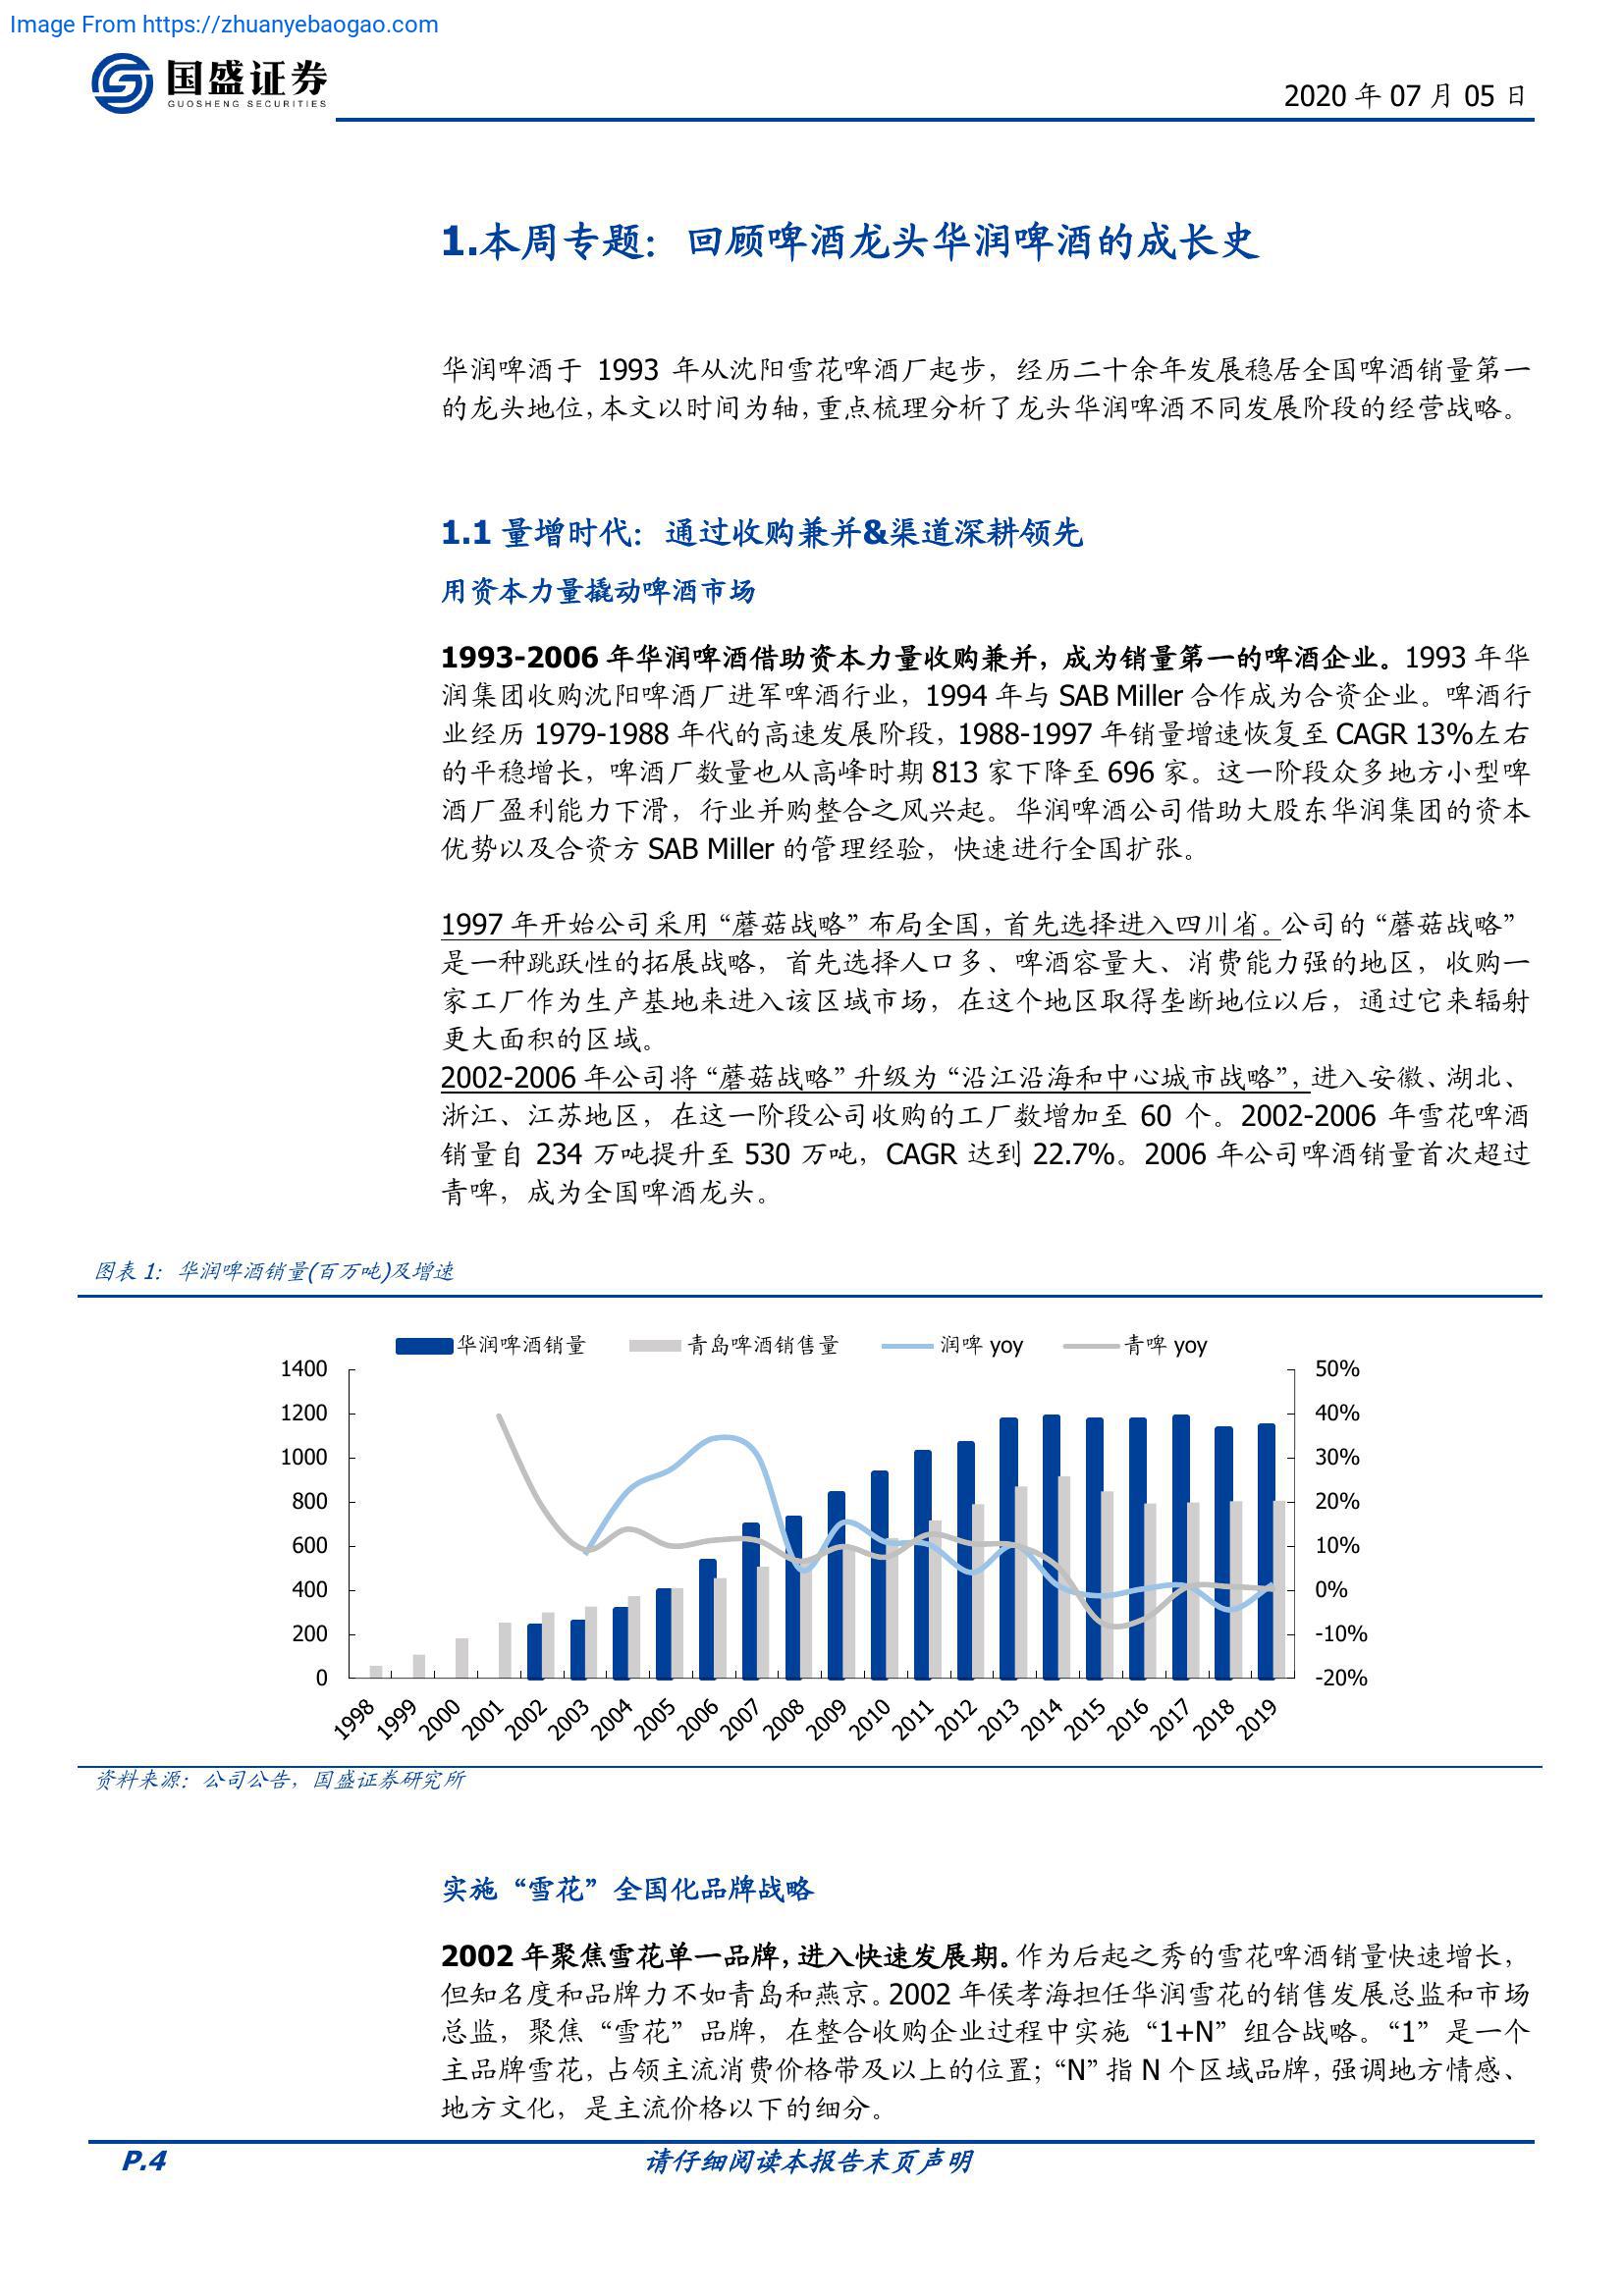 Image From https://zhuanyebaogao.com
国盛证券
GUOSHENG SECURITIES
2020 年 07 月 05 日
1.本周专题：回顾啤酒龙头华润啤酒的成长史
华润啤酒于 1993 年从沈阳雪花啤酒厂起步，经历二十余年发展稳居全国啤酒销量第一
的龙头地位，本文以时间为轴，重点梳理分析了龙头华润啤酒不同发展阶段的经营战略。
1.1 量增时代：通过收购兼并&渠道深耕领先
用资本力量撬动啤酒市场
1993-2006 年华润啤酒借助资本力量收购兼并，成为销量第一的啤酒企业。1993 年华
润集团收购沈阳啤酒厂进军啤酒行业，1994 年与 SAB Miller 合作成为合资企业。啤酒行
业经历 1979-1988 年代的高速发展阶段，1988-1997 年销量增速恢复至 CAGR 13%左右
的平稳增长，啤酒厂数量也从高峰时期 813 家下降至 696 家。这一阶段众多地方小型啤
酒厂盈利能力下滑，行业并购整合之风兴起。华润啤酒公司借助大股东华润集团的资本
优势以及合资方 SAB Miller 的管理经验，快速进行全国扩张。
1997 年开始公司采用“蘑菇战略”布局全国，首先选择进入四川省。公司的“蘑菇战略”
是一种跳跃性的拓展战略，首先选择人口多、啤酒容量大、消费能力强的地区，收购一
家工厂作为生产基地来进入该区域市场，在这个地区取得垄断地位以后，通过它来辐射
更大面积的区域。
2002-2006 年公司将“蘑菇战略”升级为“沿江沿海和中心城市战略”，进入安徽、湖北、
浙江、江苏地区，在这一阶段公司收购的工厂数增加至 60 个。2002-2006 年雪花啤酒
销量自 234 万吨提升至 530 万吨，CAGR 达到 22.7%。2006 年公司啤酒销量首次超过
青啤，成为全国啤酒龙头。
图表 1：华润啤酒销量(百万吨)及增速
华润啤酒销量 青岛啤酒销售量 润啤 yoy 青啤 yoy
1400 50%
1200 40%
1000 30%
800 20%
600 10%
400 0%
200 -10%
0 -20%
1998 1999 2000 2001 2002 2003 2004 2005 2006 2007 2008 2009 2010 2011 2012 2013 2014 2015 2016 2017 2018 2019
资料来源：公司公告，国盛证券研究所
实施“雪花”全国化品牌战略
2002 年聚焦雪花单一品牌，进入快速发展期。作为后起之秀的雪花啤酒销量快速增长，
但知名度和品牌力不如青岛和燕京。2002 年侯孝海担任华润雪花的销售发展总监和市场
总监，聚焦“雪花”品牌，在整合收购企业过程中实施“1+N”组合战略。“1”是一个
主品牌雪花，占领主流消费价格带及以上的位置；“N”指 N 个区域品牌，强调地方情感、
地方文化，是主流价格以下的细分。
P.4 请仔细阅读本报告末页声明